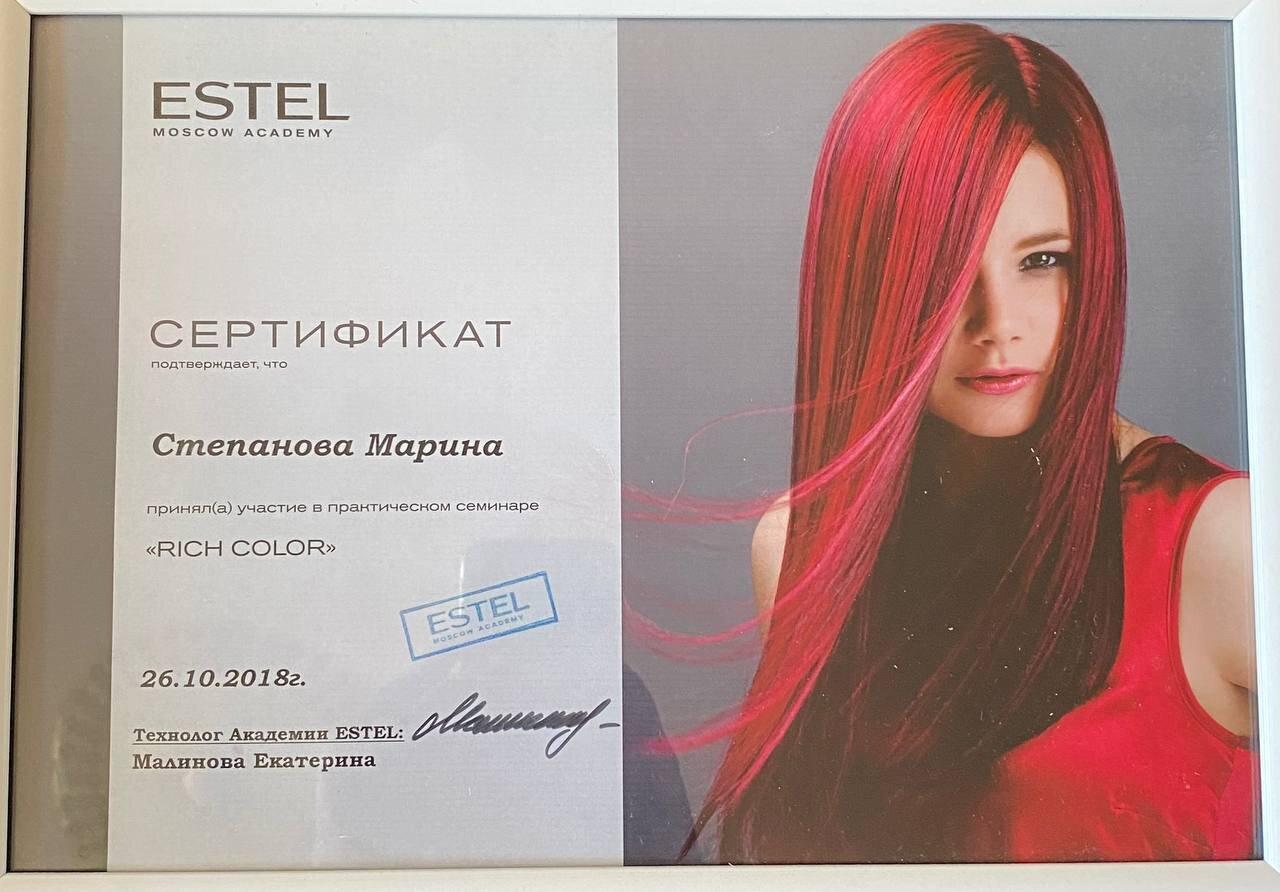 ESTEL
MOSCOW ACADEMY
СЕРТИФИКАТ
подтверждает, что
Степанова Марина
принял(а) участие в практическом семинаре
«RICH COLOR»
ESTEL
MOSCOW ACADEMY
26.10.2018г.
Технолог Академии ESTEL:
Малинова Екатерина